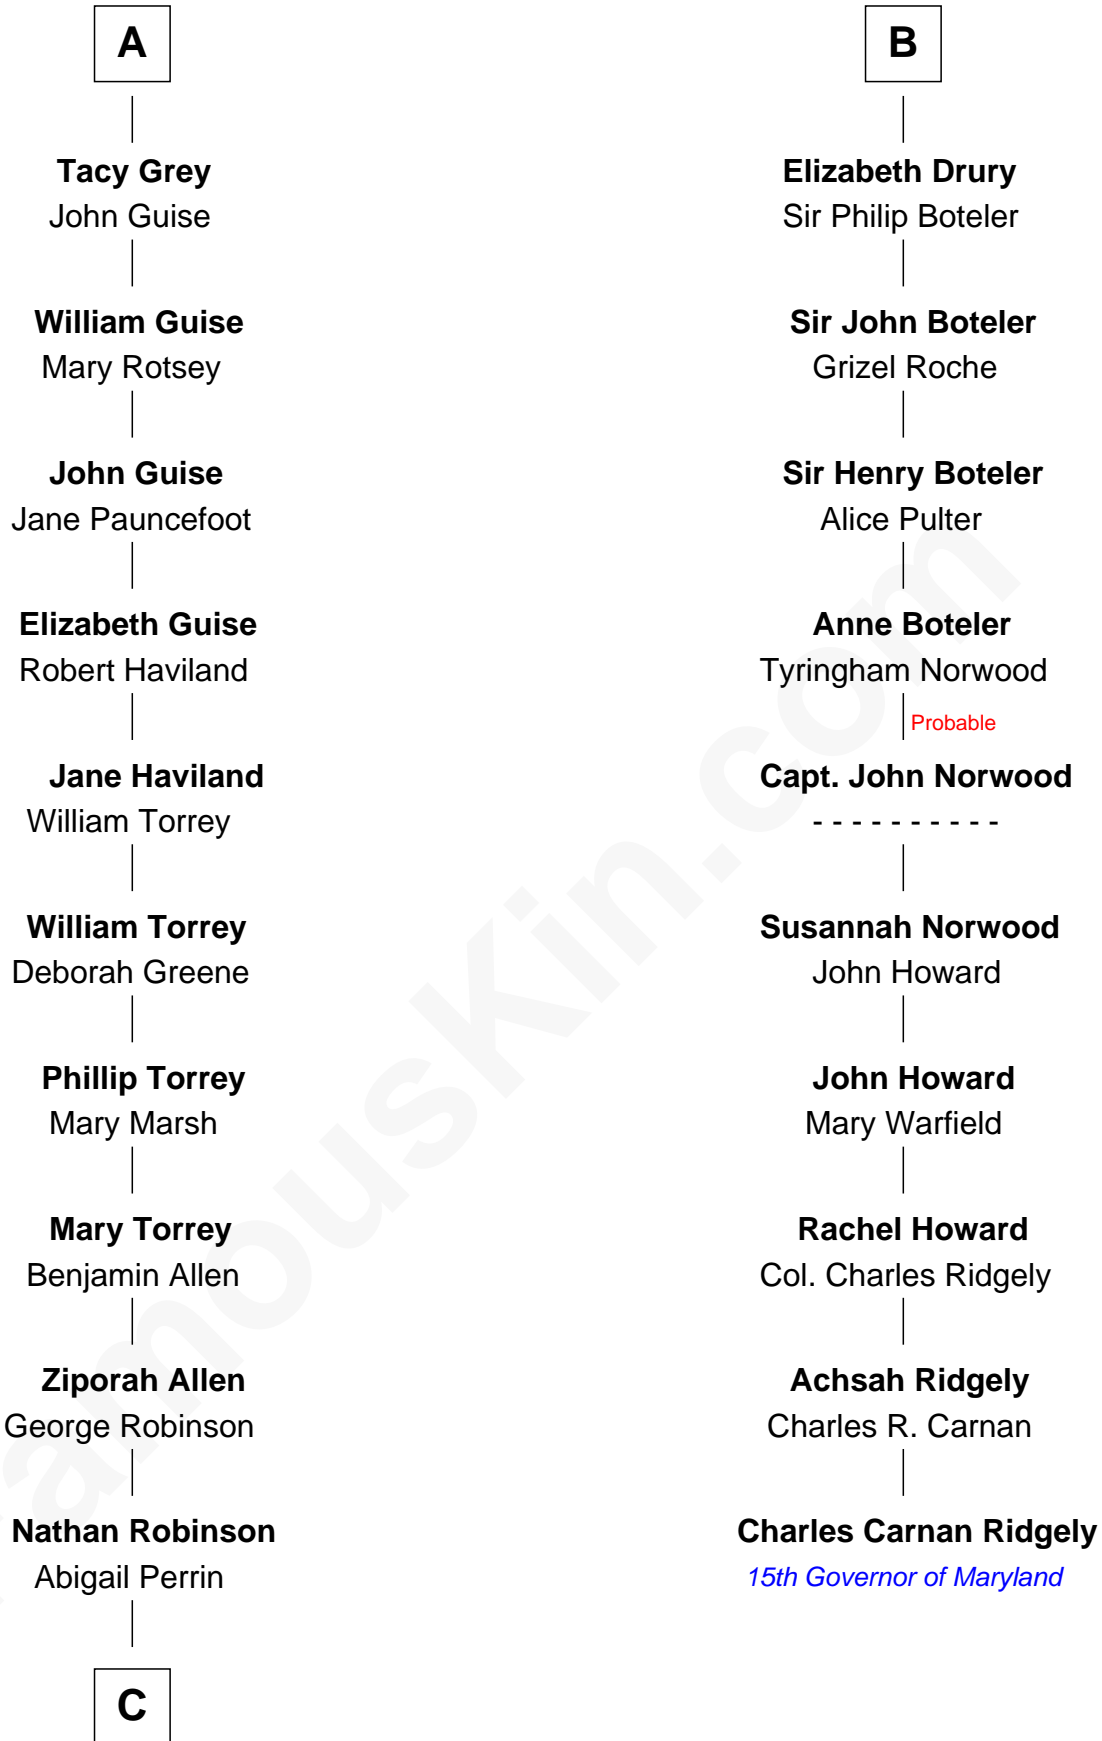 A
Tacy Grey
John Guise
William Guise
Mary Rotsey
John Guise
Jane Pauncefoot
Elizabeth Guise
Robert Haviland
Jane Haviland
William Torrey
William Torrey
Deborah Greene
Phillip Torrey
Mary Marsh
Mary Torrey
Benjamin Allen
Ziporah Allen
George Robinson
Nathan Robinson
Abigail Perrin
C
B
Elizabeth Drury
Sir Philip Boteler
Sir John Boteler
Grizel Roche
Sir Henry Boteler
Alice Pulter
Anne Boteler
Tyringham Norwood
Probable
Capt. John Norwood
- - - - - - - - - -
Susannah Norwood
John Howard
John Howard
Mary Warfield
Rachel Howard
Col. Charles Ridgely
Achsah Ridgely
Charles R. Carnan
Charles Carnan Ridgely
15th Governor of Maryland
FamousKin.com